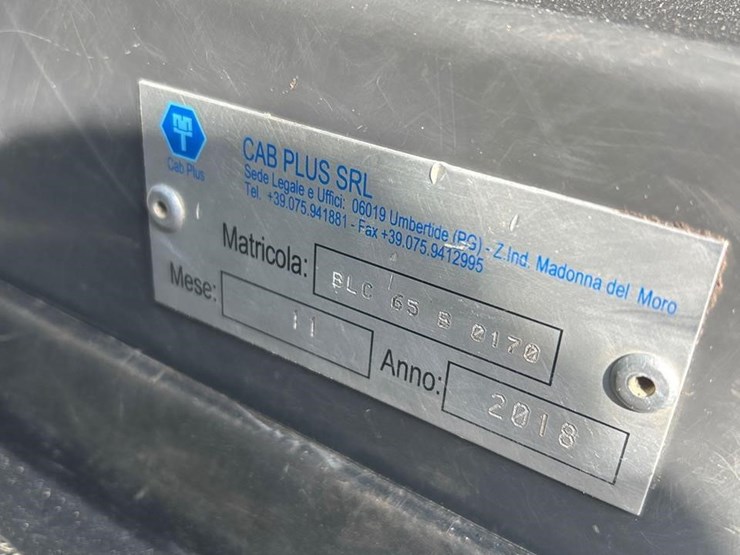 Cab Plus
CAB PLUS SRL
Sede Legale e Uffici: 06019 Umbertide (PG) - Z.Ind. Madonna del Moro
Tel. +39.075.941881 - Fax +39.075.9412995
Matricola: BLC 65 B 0170
Mese: 11 Anno: 2018